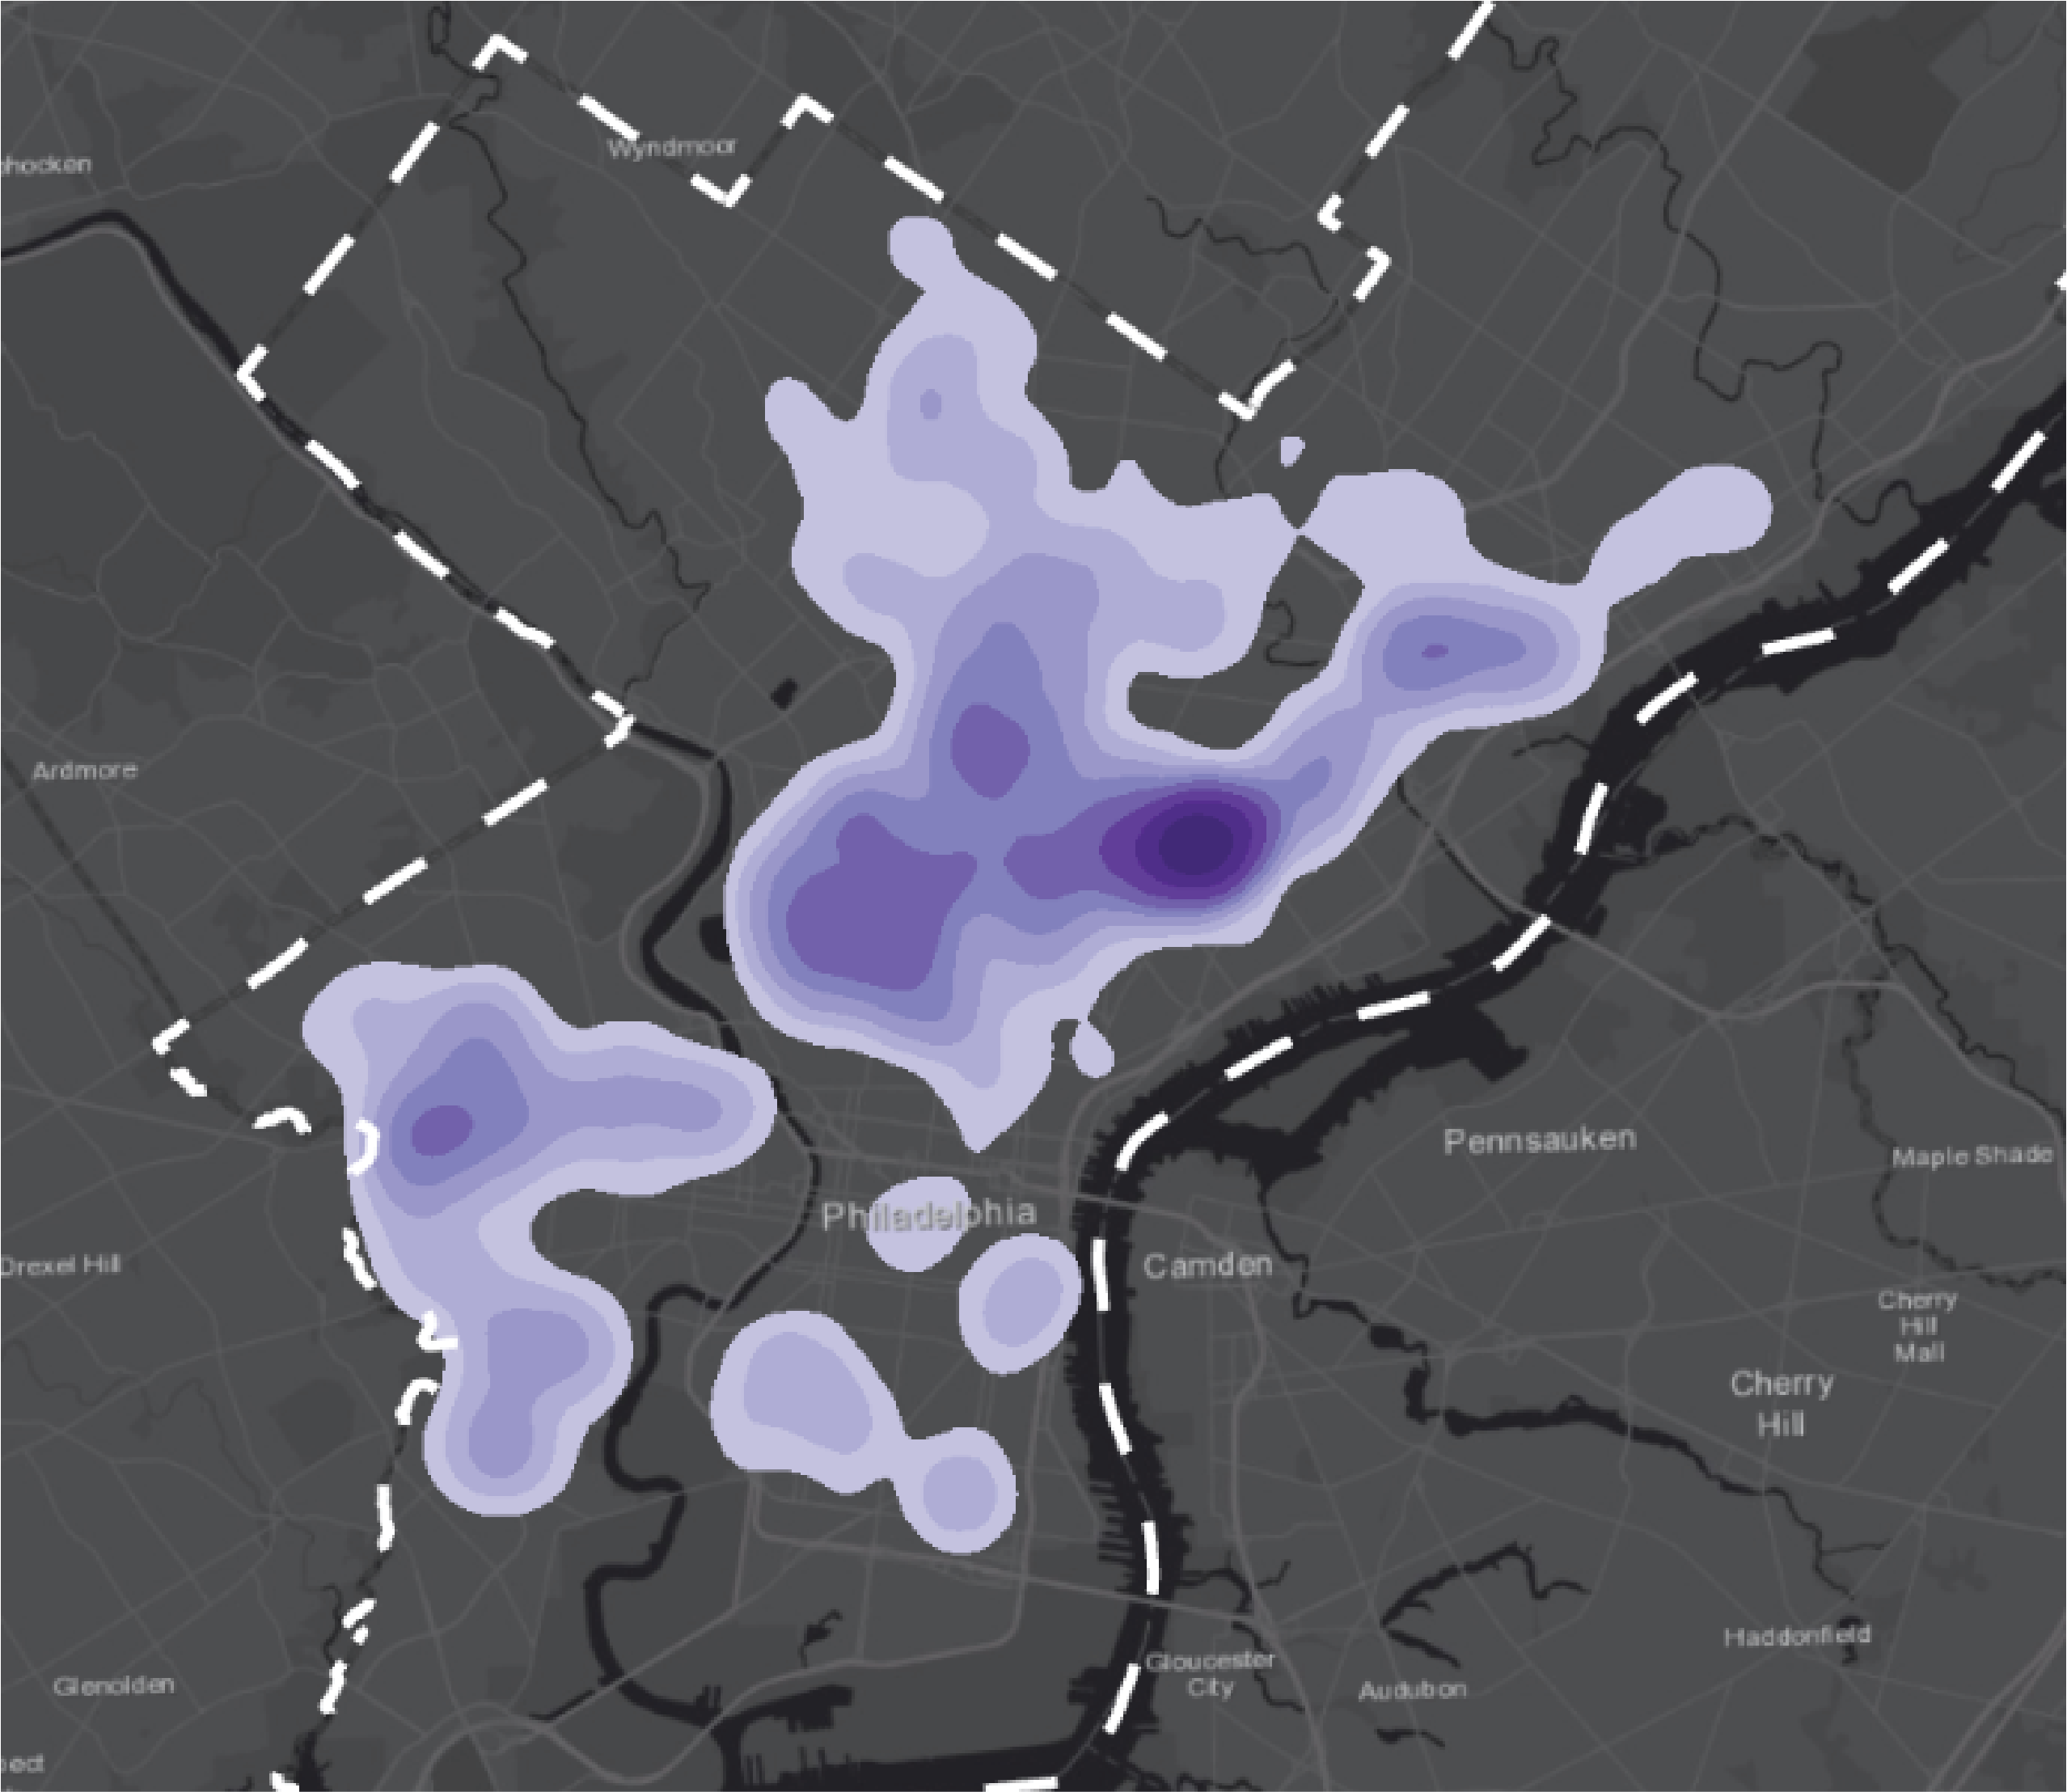 Wyndmoor
hocken
Ardmore
Pennsauken
Maple Shade
Philadelphia
Drexel Hill
Camden
Cherry
Hill
Mall
Cherry
Hill
Haddonfield
Gloucester
City
Glenolden
Audubon
pect